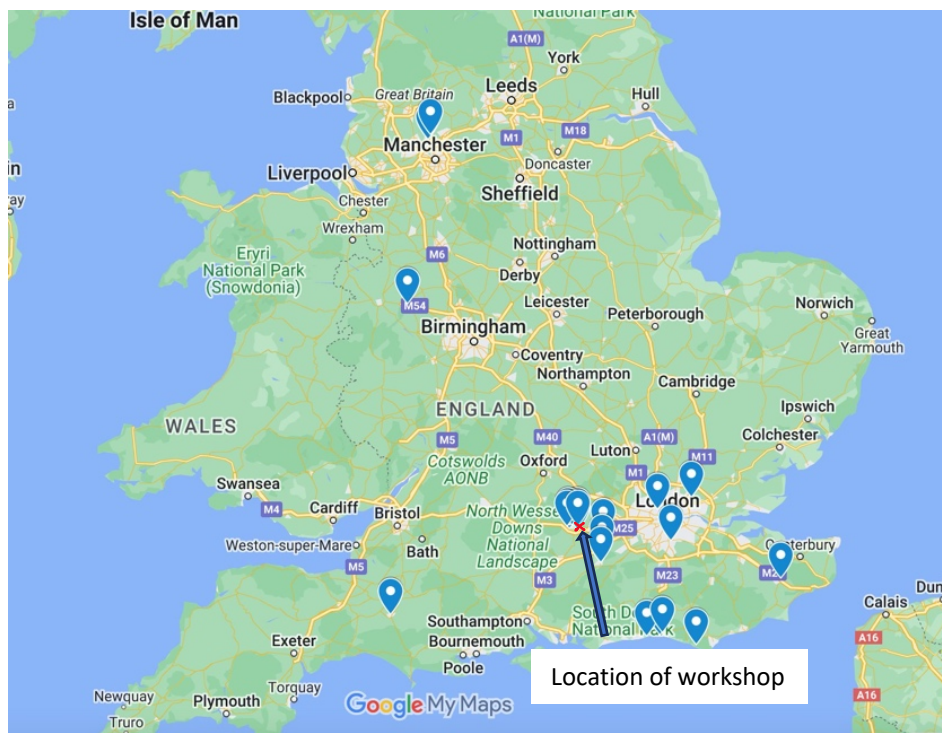 National Park
Isle of Man
A1(M)
York
Leeds
Blackpool
Great Britain
Hull
M1
M18
Manchester
Doncaster
Liverpool
Sheffield
Chester
Wrexham
Nottingham
M6
Eryri
National Park
(Snowdonia)
Derby
M54
Leicester
Norwich
Peterborough
Great
Yarmouth
Birmingham
Coventry
Northampton
Cambridge
ENGLAND
Ipswich
WALES
M5
M40
A1(M)
Colchester
Luton
M11
Cotswolds
AONB
Oxford
M1
Swansea
Cardiff
M4
Bristol
London
North Wessex
Downs
National
Landscape
M25
Weston-super-Mare
Bath
Canterbury
M5
M3
M23
Calais
Southampton
South Do
National Park
A16
Exeter
Bournemouth
Poole
Location of workshop
Torquay
Newquay
Plymouth
Truro
Google My Maps
A16